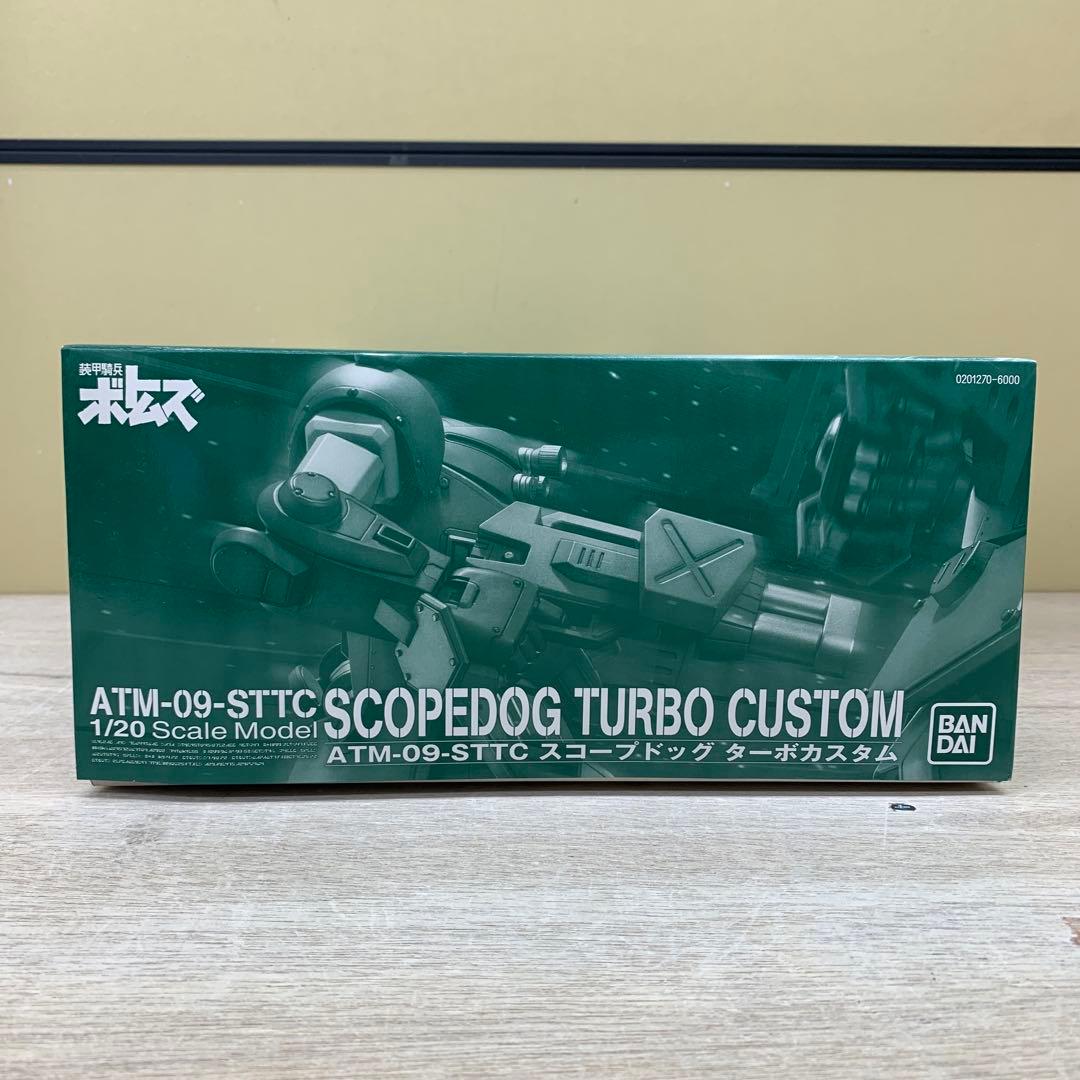 装甲騎兵
ボトムズ
0201270-6000
ATM-09-STTC
1/20 Scale Model
SCOPEDOG TURBO CUSTOM
ATM-09-STTC スコープドッグ ターボカスタム
BAN
DAI